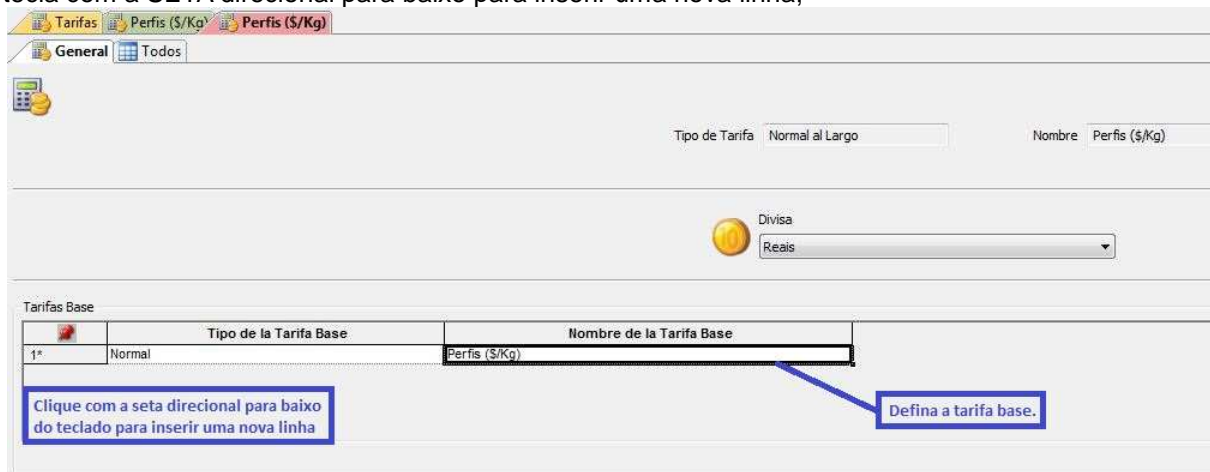 tecla com a SETA direcional para baixo para inserir uma nova linha;
Tarifas Perfis ($/Kg) Perfis ($/Kg)
General Todos
Tipo de Tarifa Normal al Largo Nombre Perfis ($/Kg)
Divisa
Reais
Tarifas Base
Tipo de la Tarifa Base Nombre de la Tarifa Base
1* Normal Perfis ($/Kg)
Clique com a seta direcional para baixo
do teclado para inserir uma nova linha
Defina a tarifa base.